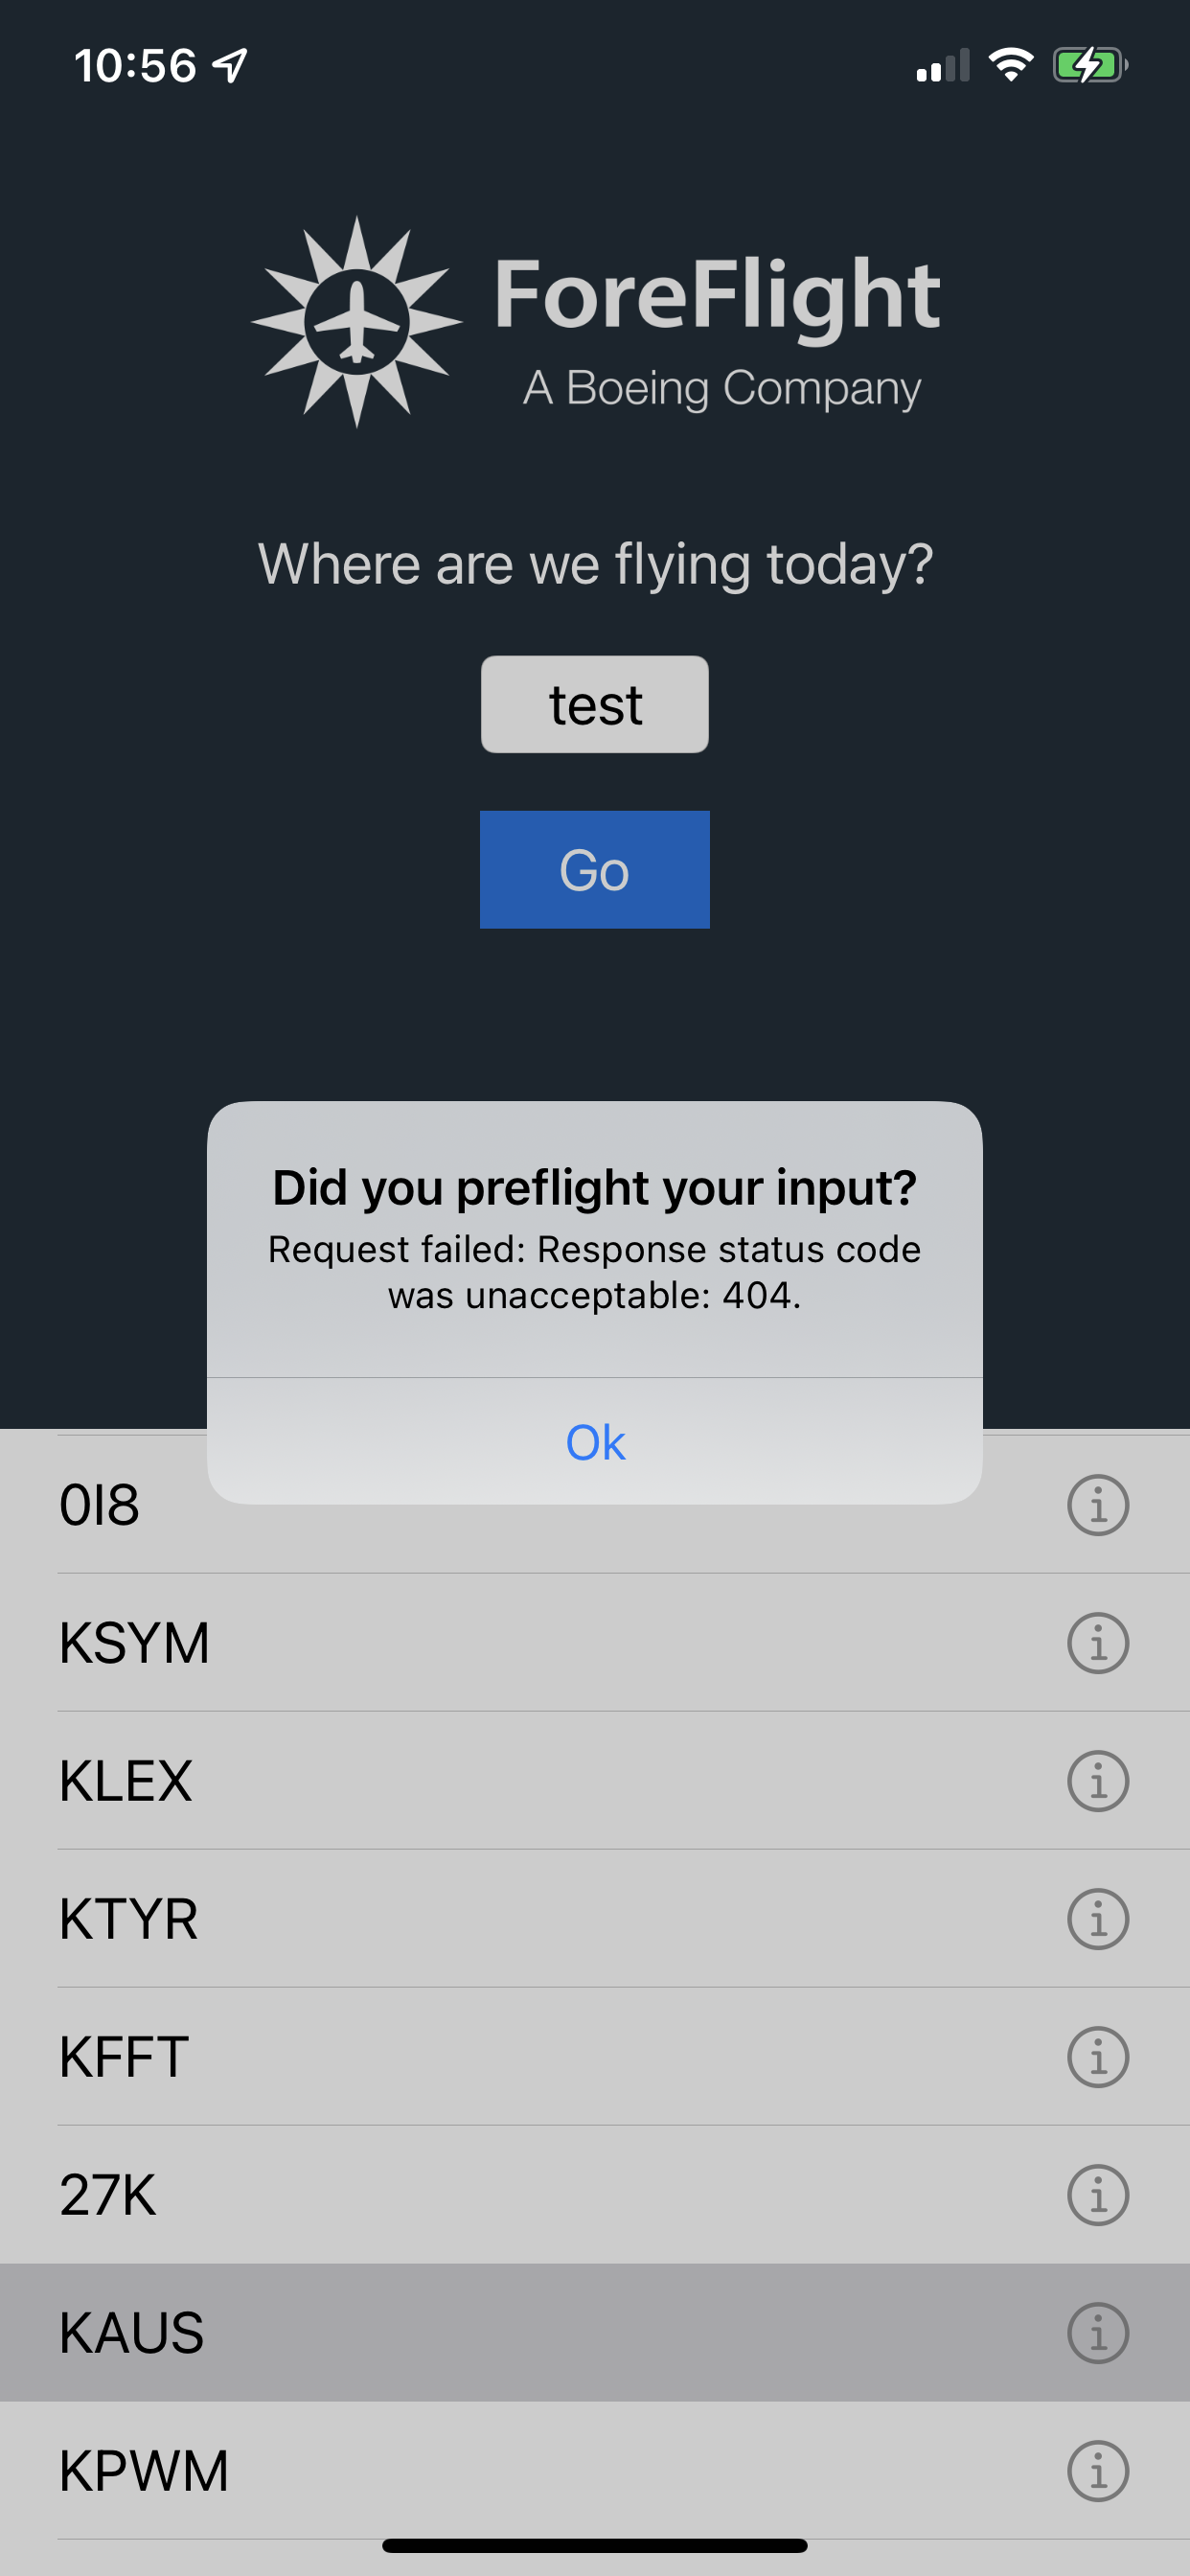 10:56
ForeFlight
A Boeing Company
Where are we flying today?
test
Go
Did you preflight your input?
Request failed: Response status code
was unacceptable: 404.
Ok
0I8
KSYM
KLEX
KTYR
KFFT
27K
KAUS
KPWM